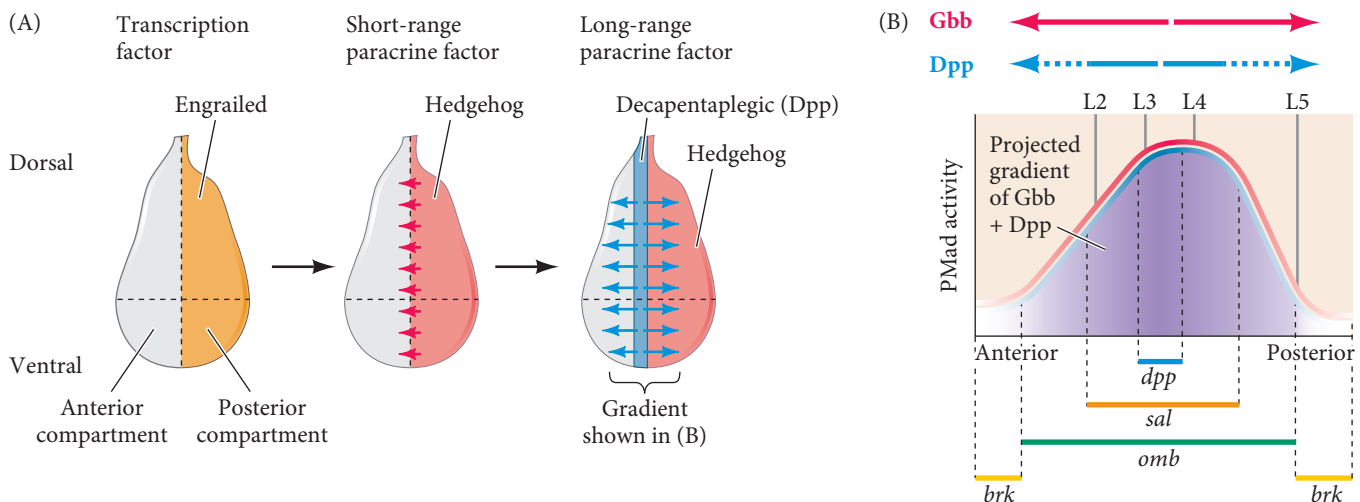 (A)
Transcription
factor
Short-range
paracrine factor
Long-range
paracrine factor
Engrailed
Hedgehog
Decapentaplegic (Dpp)
Hedgehog
Dorsal
Ventral
Anterior
compartment
Posterior
compartment
Gradient
shown in (B)
(B)
Gbb
Dpp
L2
L3
L4
L5
Projected
gradient
of Gbb
+ Dpp
PMad activity
Anterior
Posterior
dpp
sal
omb
brk
brk